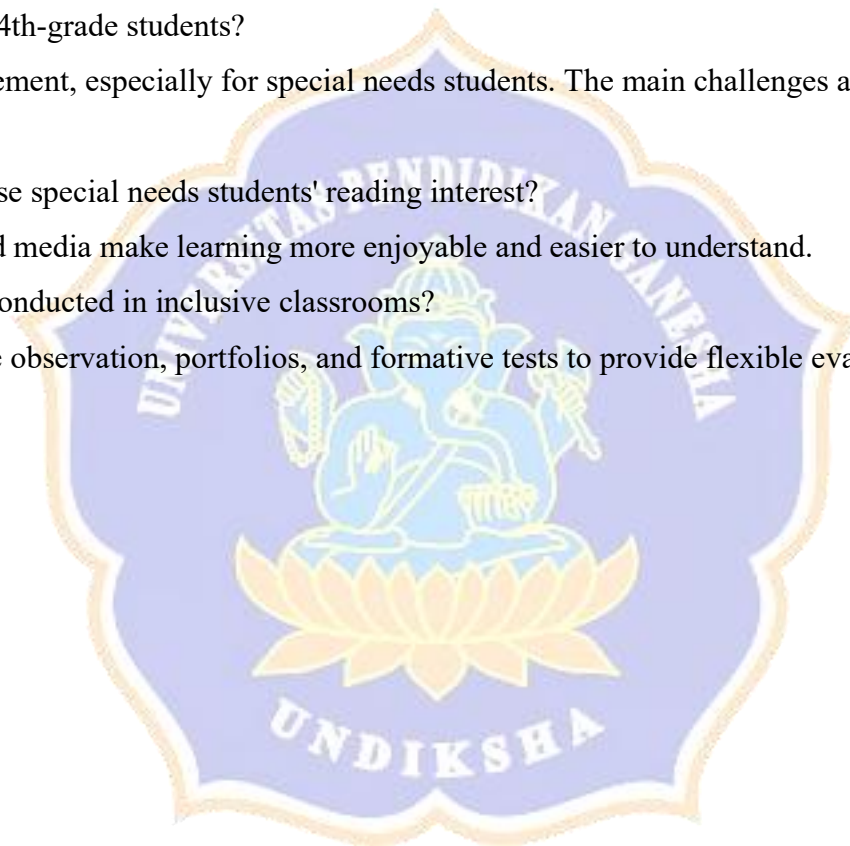 4th-grade students?
ement, especially for special needs students. The main challenges a
se special needs students' reading interest?
d media make learning more enjoyable and easier to understand.
onducted in inclusive classrooms?
e observation, portfolios, and formative tests to provide flexible eva
UNIVERSITAS PENDIDIKAN GANESHA
UNDIKSHA